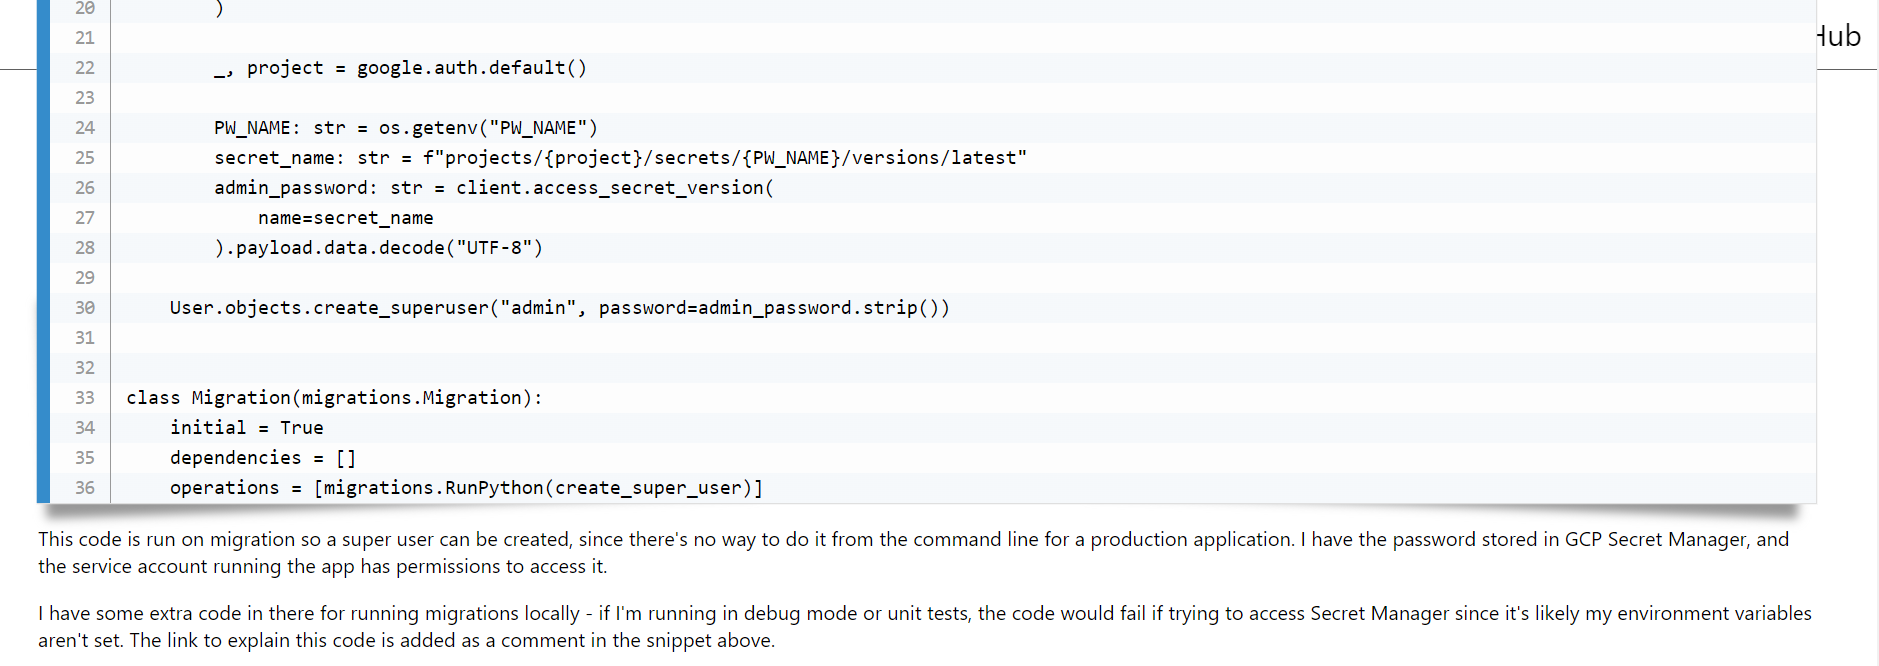 20 )
Hub
21
22 _, project = google.auth.default()
23
24 PW_NAME: str = os.getenv("PW_NAME")
25 secret_name: str = f"projects/{project}/secrets/{PW_NAME}/versions/latest"
26 admin_password: str = client.access_secret_version(
27 name=secret_name
28 ).payload.data.decode("UTF-8")
29
30 User.objects.create_superuser("admin", password=admin_password.strip())
31
32
33 class Migration(migrations.Migration):
34 initial = True
35 dependencies = []
36 operations = [migrations.RunPython(create_super_user)]
This code is run on migration so a super user can be created, since there's no way to do it from the command line for a production application. I have the password stored in GCP Secret Manager, and
the service account running the app has permissions to access it.
I have some extra code in there for running migrations locally - if I'm running in debug mode or unit tests, the code would fail if trying to access Secret Manager since it's likely my environment variables
aren't set. The link to explain this code is added as a comment in the snippet above.